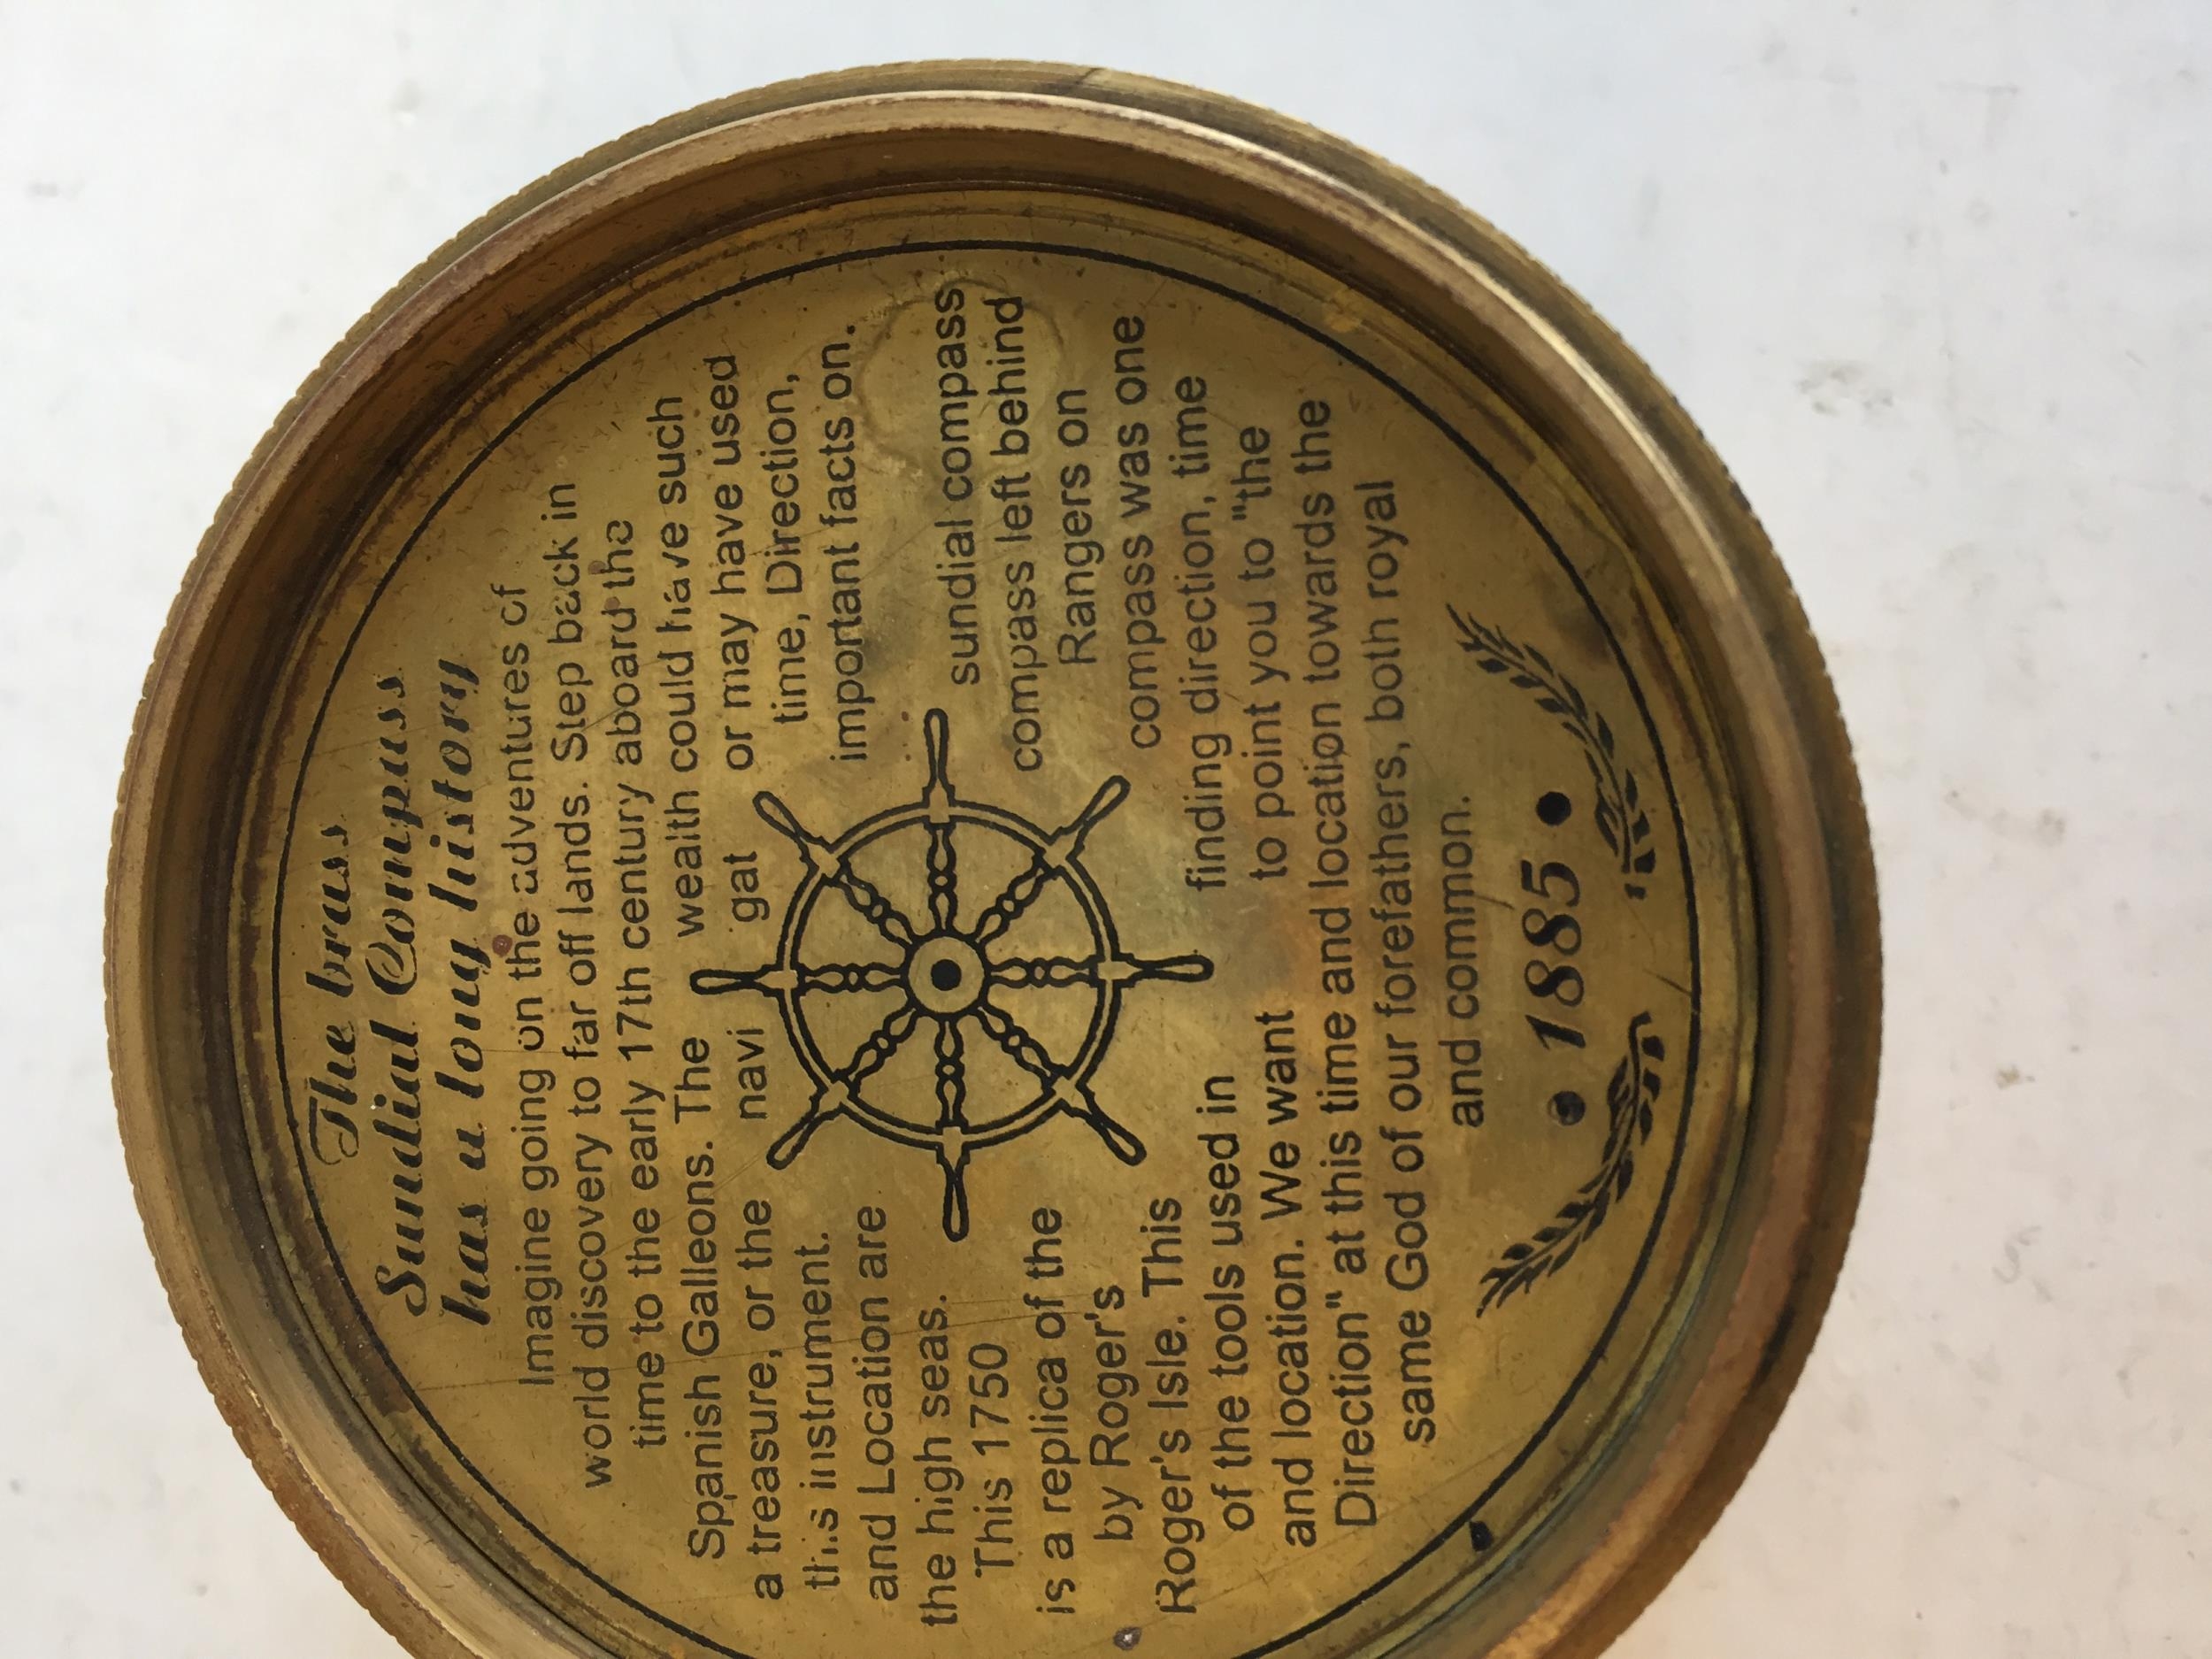 The brass
Sundial Compass
has a long history
Imagine going on the adventures of
world discovery to far off lands. Step back in
time to the early 17th century aboard the
Spanish Galleons. The wealth could have such
a treasure, or the navi gat or may have used
this instrument. time, Direction,
and Location are important facts on.
the high seas.
This 1750 sundial compass
is a replica of the compass left behind
by Roger's Rangers on
Roger's Isle. This compass was one
of the tools used in finding direction, time
and location. We want to point you to "the
Direction" at this time and location towards the
same God of our forefathers, both royal
and common.
• 1885 •